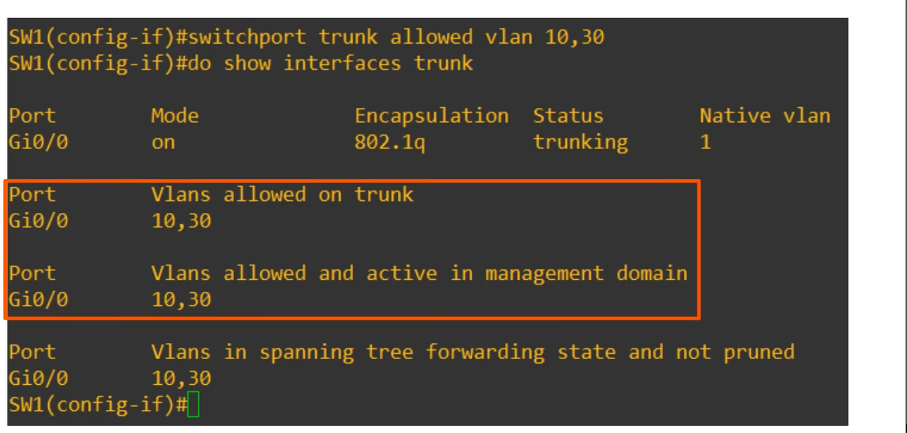 SW1(config-if)#switchport trunk allowed vlan 10,30
SW1(config-if)#do show interfaces trunk
Port Mode Encapsulation Status Native vlan
Gi0/0 on 802.1q trunking 1
Port Vlans allowed on trunk
Gi0/0 10,30
Port Vlans allowed and active in management domain
Gi0/0 10,30
Port Vlans in spanning tree forwarding state and not pruned
Gi0/0 10,30
SW1(config-if)#